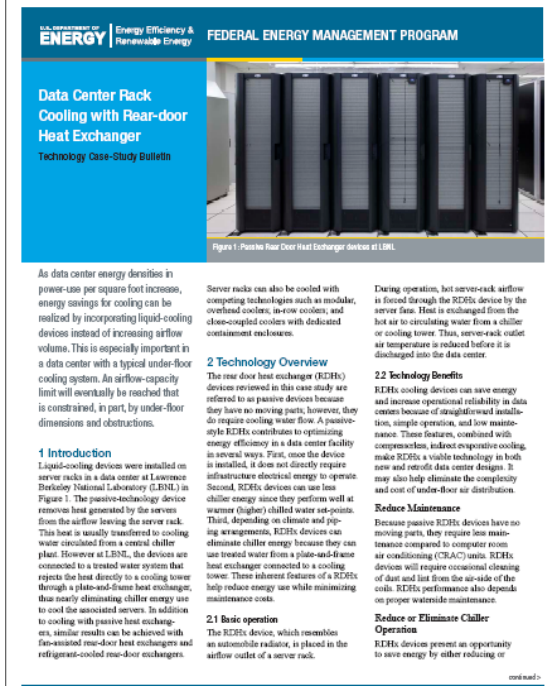 U.S. DEPARTMENT OF
ENERGY
Energy Efficiency &
Renewable Energy
FEDERAL ENERGY MANAGEMENT PROGRAM
Data Center Rack
Cooling with Rear-door
Heat Exchanger
Technology Case-Study Bulletin
Figure 1: Passive Rear Door Heat Exchanger devices at LBNL
As data center energy densities in
power-use per square foot increase,
energy savings for cooling can be
realized by incorporating liquid-cooling
devices instead of increasing airflow
volume. This is especially important in
a data center with a typical under-floor
cooling system. An airflow-capacity
limit will eventually be reached that
is constrained, in part, by under-floor
dimensions and obstructions.
1 Introduction
Liquid-cooling devices were installed on
server racks in a data center at Lawrence
Berkeley National Laboratory (LBNL) in
Figure 1. The passive-technology device
removes heat generated by the servers
from the airflow leaving the server rack.
This heat is usually transferred to cooling
water circulated from a central chiller
plant. However at LBNL, the devices are
connected to a treated water system that
rejects the heat directly to a cooling tower
through a plate-and-frame heat exchanger,
thus nearly eliminating chiller energy use
to cool the associated servers. In addition
to cooling with passive heat exchang-
ers, similar results can be achieved with
fan-assisted rear-door heat exchangers and
refrigerant-cooled rear-door exchangers.
Server racks can also be cooled with
competing technologies such as modular,
overhead coolers; in-row coolers; and
close-coupled coolers with dedicated
containment enclosures.
2 Technology Overview
The rear door heat exchanger (RDHx)
devices reviewed in this case study are
referred to as passive devices because
they have no moving parts; however, they
do require cooling water flow. A passive-
style RDHx contributes to optimizing
energy efficiency in a data center facility
in several ways. First, once the device
is installed, it does not directly require
infrastructure electrical energy to operate.
Second, RDHx devices can use less
chiller energy since they perform well at
warmer (higher) chilled water set-points.
Third, depending on climate and pip-
ing arrangements, RDHx devices can
eliminate chiller energy because they can
use treated water from a plate-and-frame
heat exchanger connected to a cooling
tower. These inherent features of a RDHx
help reduce energy use while minimizing
maintenance costs.
2.1 Basic operation
The RDHx device, which resembles
an automobile radiator, is placed in the
airflow outlet of a server rack.
During operation, hot server-rack airflow
is forced through the RDHx device by the
server fans. Heat is exchanged from the
hot air to circulating water from a chiller
or cooling tower. Thus, server-rack outlet
air temperature is reduced before it is
discharged into the data center.
2.2 Technology Benefits
RDHx cooling devices can save energy
and increase operational reliability in data
centers because of straightforward installa-
tion, simple operation, and low mainte-
nance. These features, combined with
compressorless, indirect evaporative cooling,
make RDHx a viable technology in both
new and retrofit data center designs. It
may also help eliminate the complexity
and cost of under-floor air distribution.
Reduce Maintenance
Because passive RDHx devices have no
moving parts, they require less main-
tenance compared to computer room
air conditioning (CRAC) units. RDHx
devices will require occasional cleaning
of dust and lint from the air-side of the
coils. RDHx performance also depends
on proper waterside maintenance.
Reduce or Eliminate Chiller
Operation
RDHx devices present an opportunity
to save energy by either reducing or
continued >